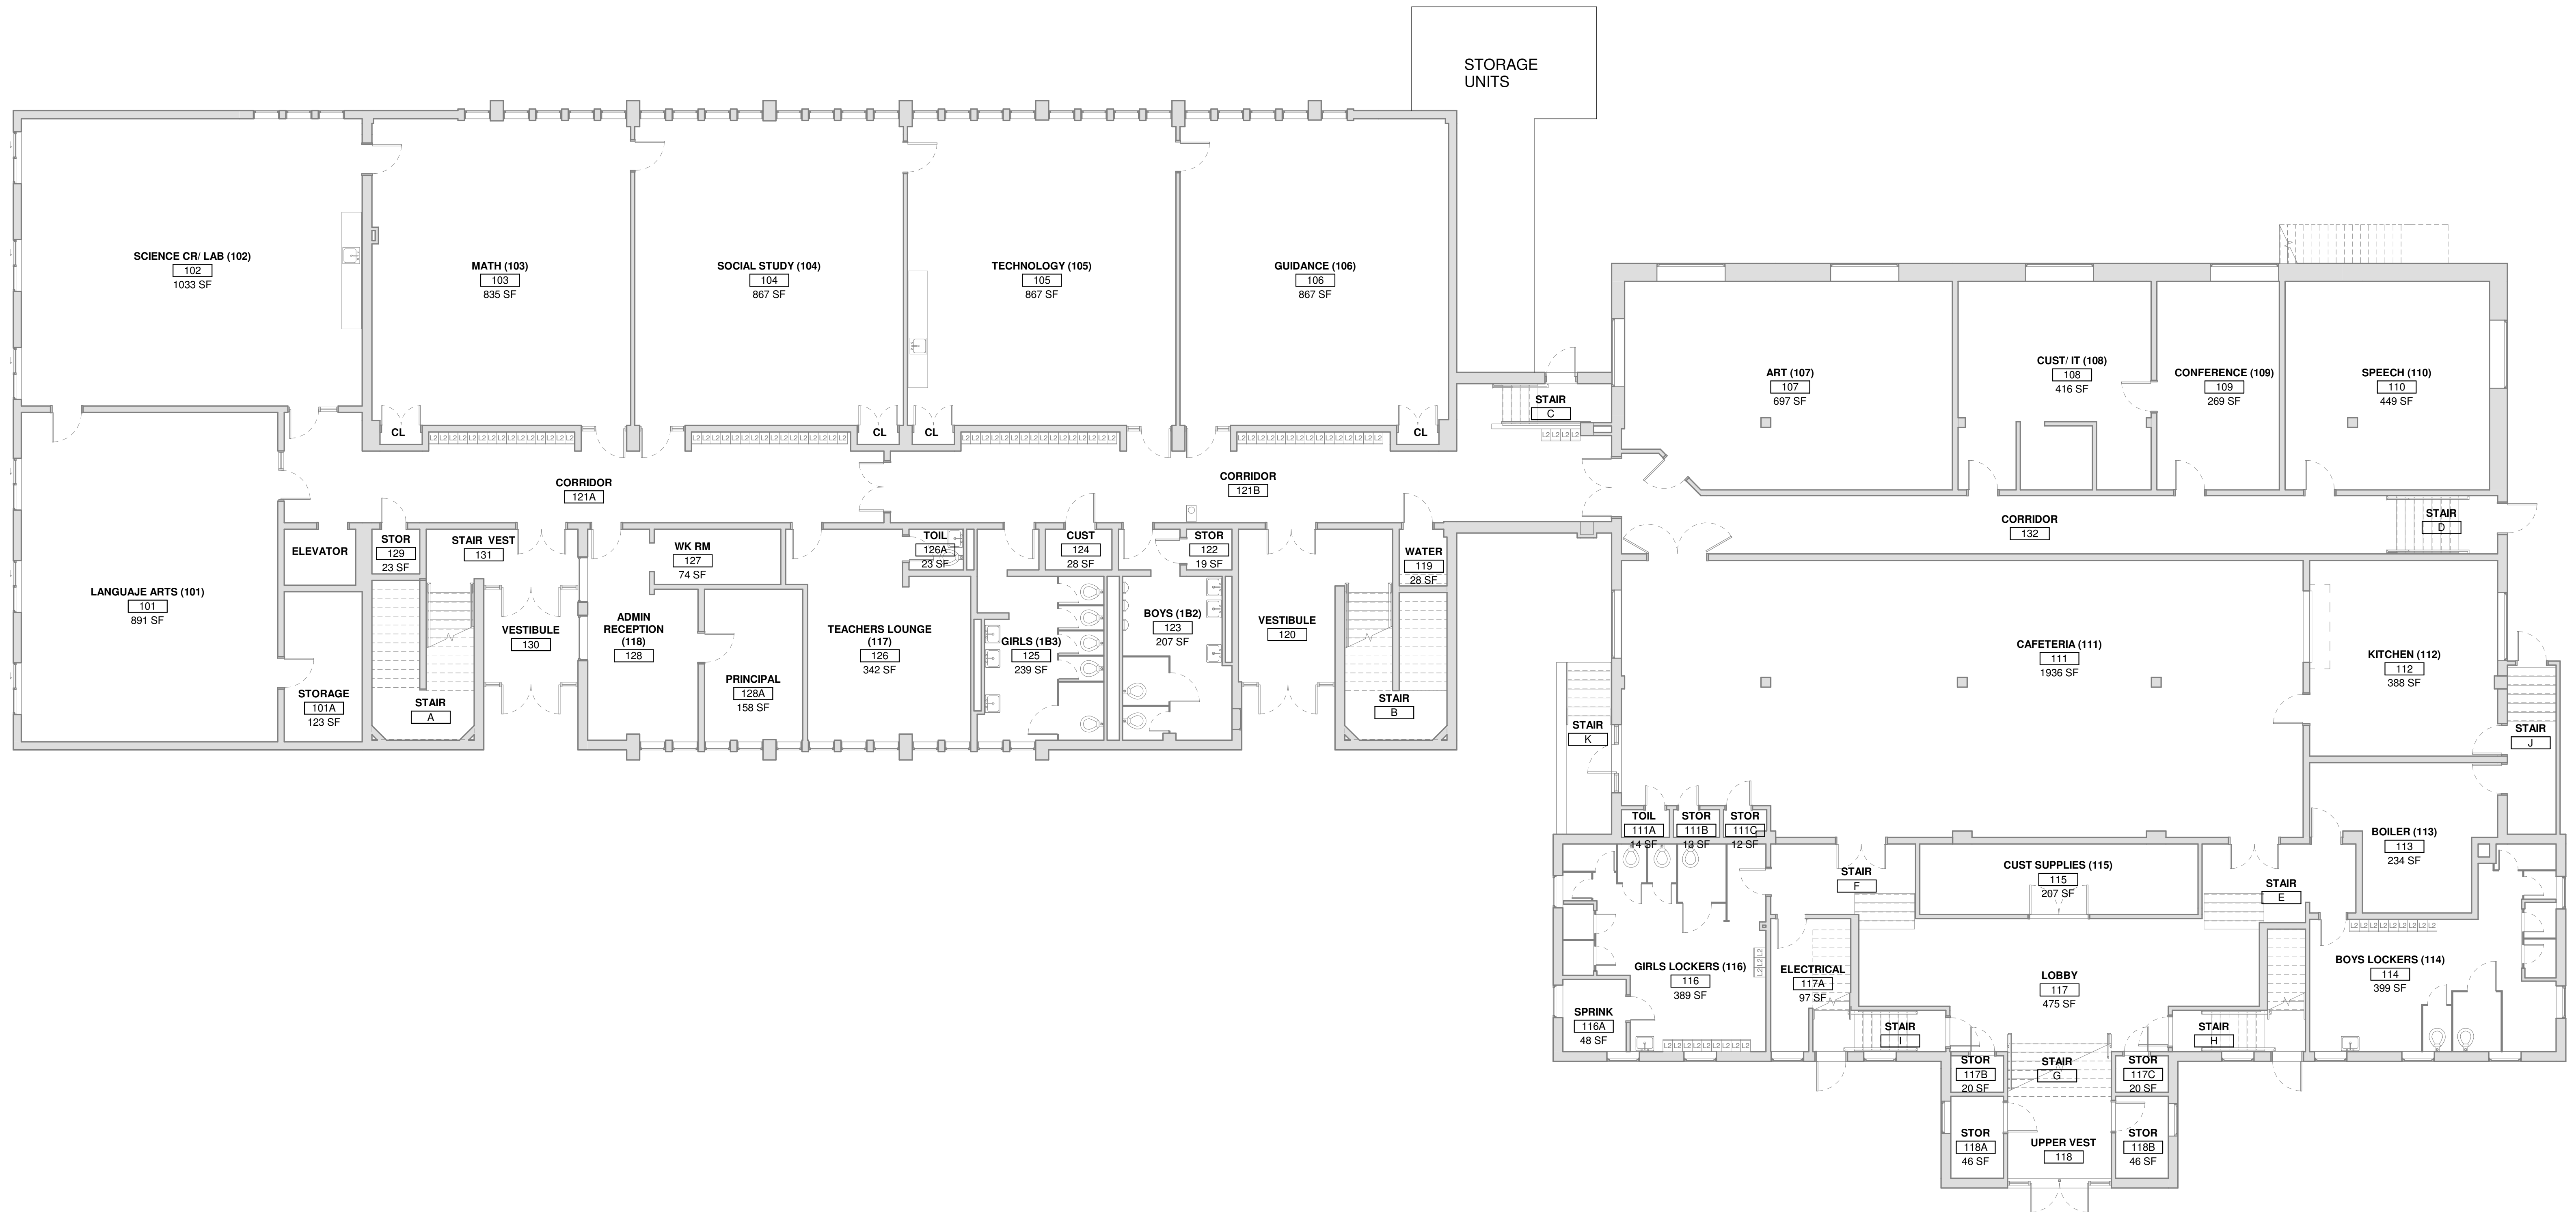 STORAGE
UNITS
SCIENCE CR/ LAB (102)
102
1033 SF
MATH (103)
103
835 SF
SOCIAL STUDY (104)
104
867 SF
TECHNOLOGY (105)
105
867 SF
GUIDANCE (106)
106
867 SF
ART (107)
107
697 SF
CUST/ IT (108)
108
416 SF
CONFERENCE (109)
109
269 SF
SPEECH (110)
110
449 SF
STAIR
C
CL
CL
CL
CL
CORRIDOR
121A
CORRIDOR
121B
CORRIDOR
132
STAIR
D
ELEVATOR
STOR
129
23 SF
STAIR VEST
131
WK RM
127
74 SF
TOIL
126A
23 SF
CUST
124
28 SF
STOR
122
19 SF
WATER
119
28 SF
LANGUAJE ARTS (101)
101
891 SF
STORAGE
101A
123 SF
STAIR
A
VESTIBULE
130
ADMIN
RECEPTION
(118)
128
PRINCIPAL
128A
158 SF
TEACHERS LOUNGE
(117)
126
342 SF
GIRLS (1B3)
125
239 SF
BOYS (1B2)
123
207 SF
VESTIBULE
120
STAIR
B
CAFETERIA (111)
111
1936 SF
KITCHEN (112)
112
388 SF
STAIR
K
STAIR
J
TOIL
111A
14 SF
STOR
111B
13 SF
STOR
111C
12 SF
BOILER (113)
113
234 SF
STAIR
F
CUST SUPPLIES (115)
115
207 SF
STAIR
E
GIRLS LOCKERS (116)
116
389 SF
ELECTRICAL
117A
97 SF
LOBBY
117
475 SF
BOYS LOCKERS (114)
114
399 SF
SPRINK
116A
48 SF
STAIR
I
STAIR
H
STOR
117B
20 SF
STAIR
G
STOR
117C
20 SF
STOR
118A
46 SF
UPPER VEST
118
STOR
118B
46 SF